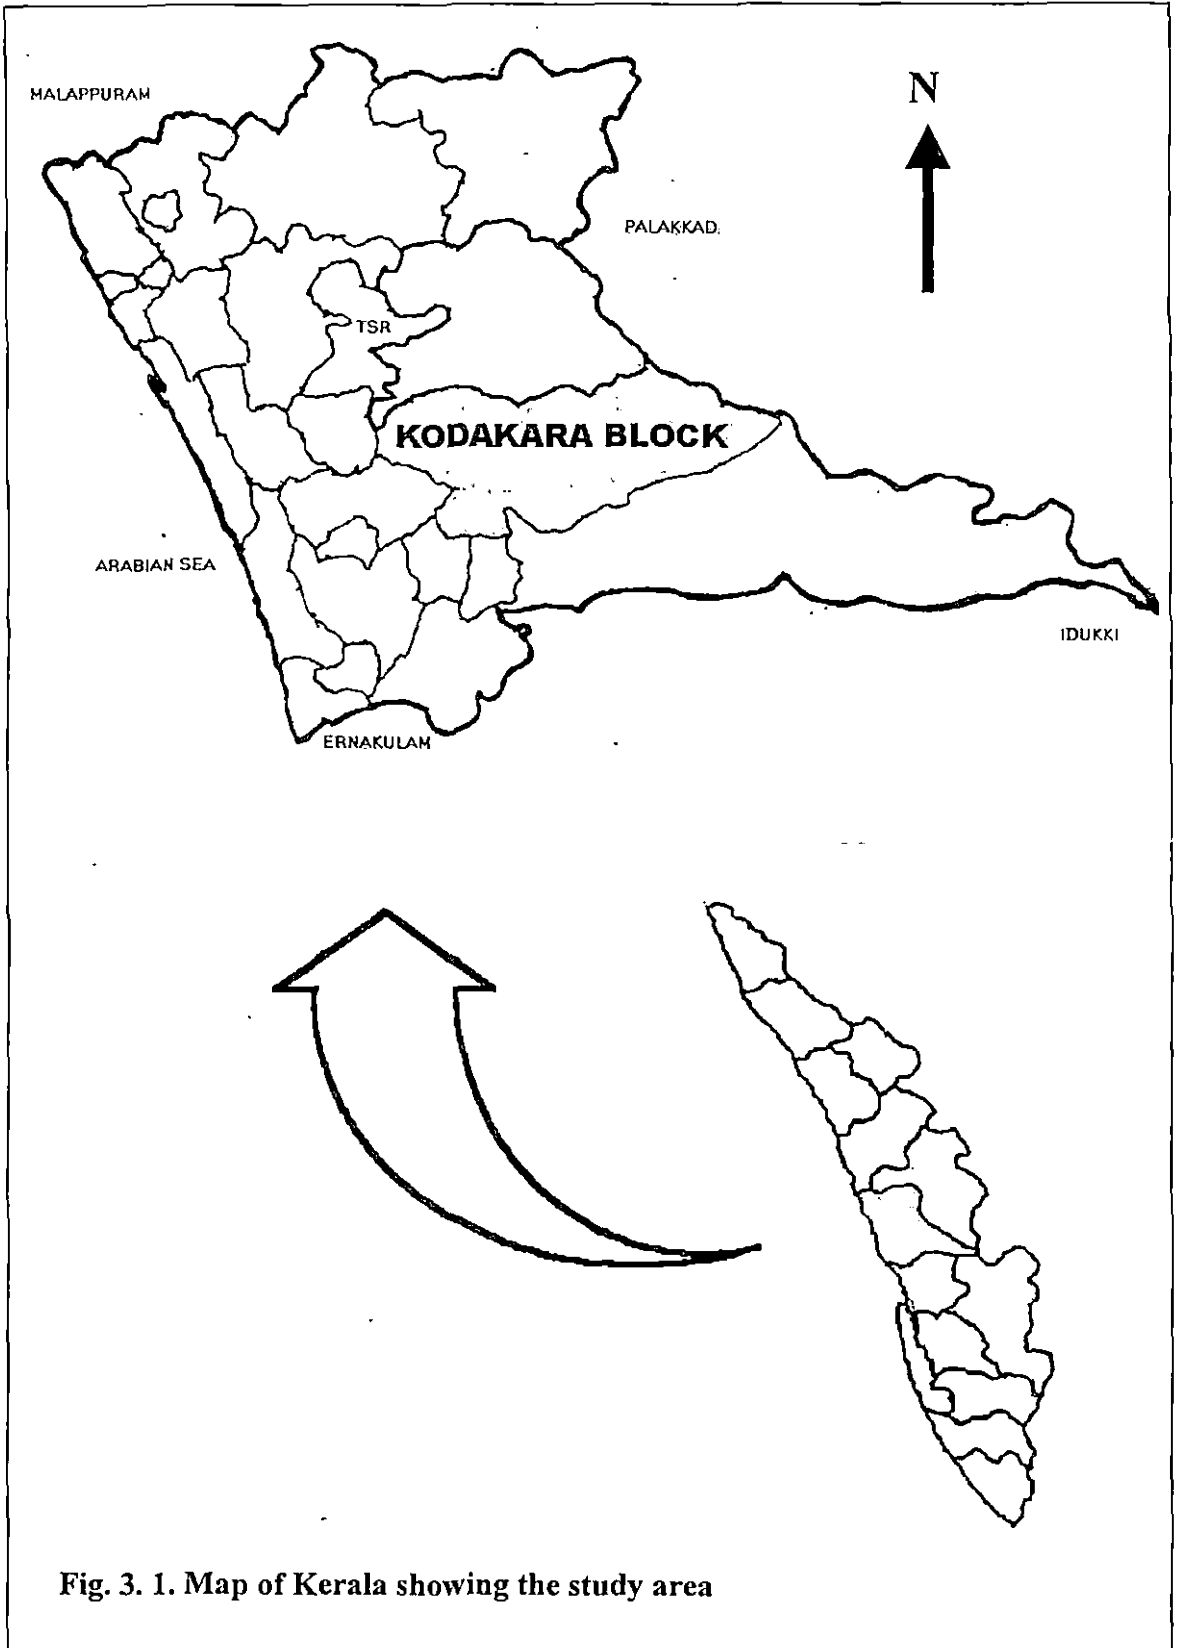 MALAPPURAM
N
PALAKKAD
TSR
KODAKARA BLOCK
ARABIAN SEA
IDUKKI
ERNAKULAM
Fig. 3. 1. Map of Kerala showing the study area